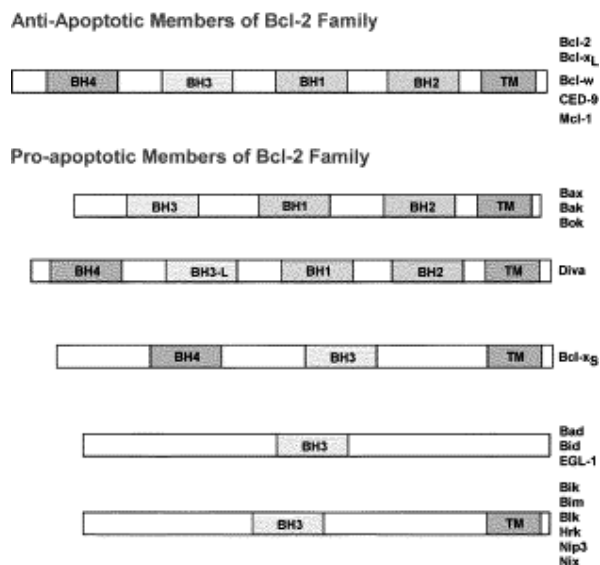 Anti-Apoptotic Members of Bcl-2 Family
Bcl-2
Bcl-xL
BH4 BH3 BH1 BH2 TM Bcl-w
CED-9
Mcl-1
Pro-apoptotic Members of Bcl-2 Family
BH3 BH1 BH2 TM Bax
Bak
Bok
BH4 BH3-L BH1 BH2 TM Diva
BH4 BH3 TM Bcl-xS
Bad
BH3 Bid
EGL-1
Bik
Bim
BH3 TM Blk
Hrk
Nip3
Nix